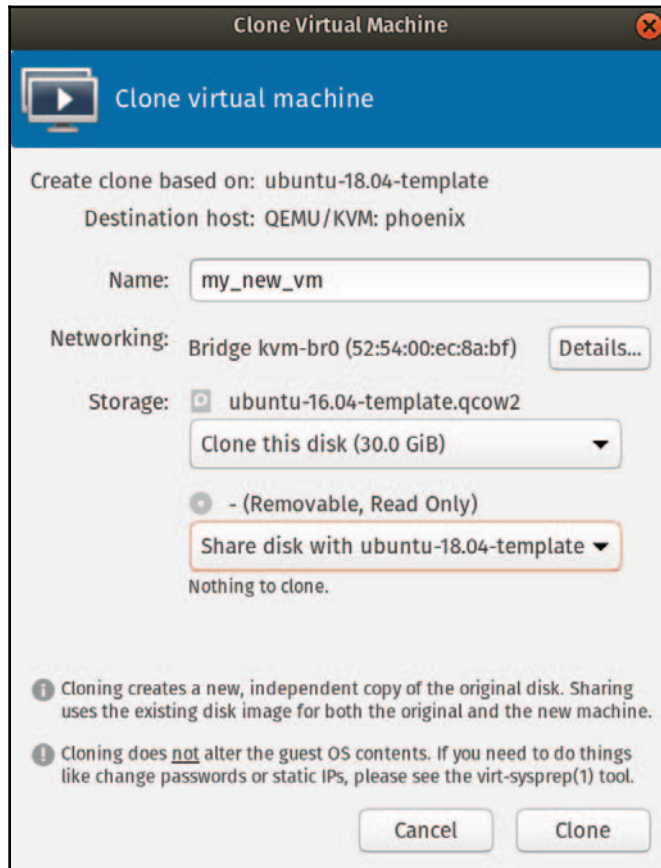 Clone Virtual Machine
Clone virtual machine
Create clone based on: ubuntu-18.04-template
Destination host: QEMU/KVM: phoenix
Name: my_new_vm
Networking: Bridge kvm-br0 (52:54:00:ec:8a:bf) Details...
Storage: ubuntu-16.04-template.qcow2
Clone this disk (30.0 GiB)
- (Removable, Read Only)
Share disk with ubuntu-18.04-template
Nothing to clone.
Cloning creates a new, independent copy of the original disk. Sharing
uses the existing disk image for both the original and the new machine.
Cloning does not alter the guest OS contents. If you need to do things
like change passwords or static IPs, please see the virt-sysprep(1) tool.
Cancel Clone